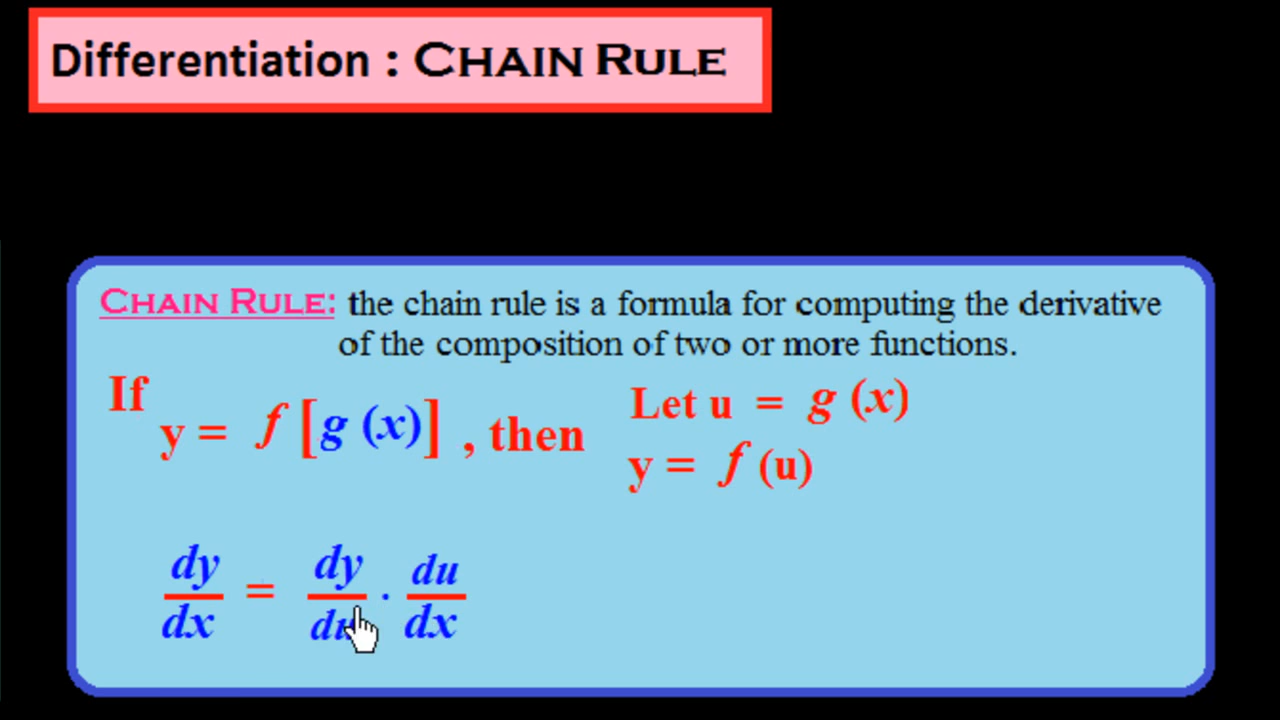 Differentiation : CHAIN RULE
CHAIN RULE: the chain rule is a formula for computing the derivative
of the composition of two or more functions.
If y = f [g (x)] , then
Let u = g (x)
y = f (u)
dy/dx = dy/du · du/dx